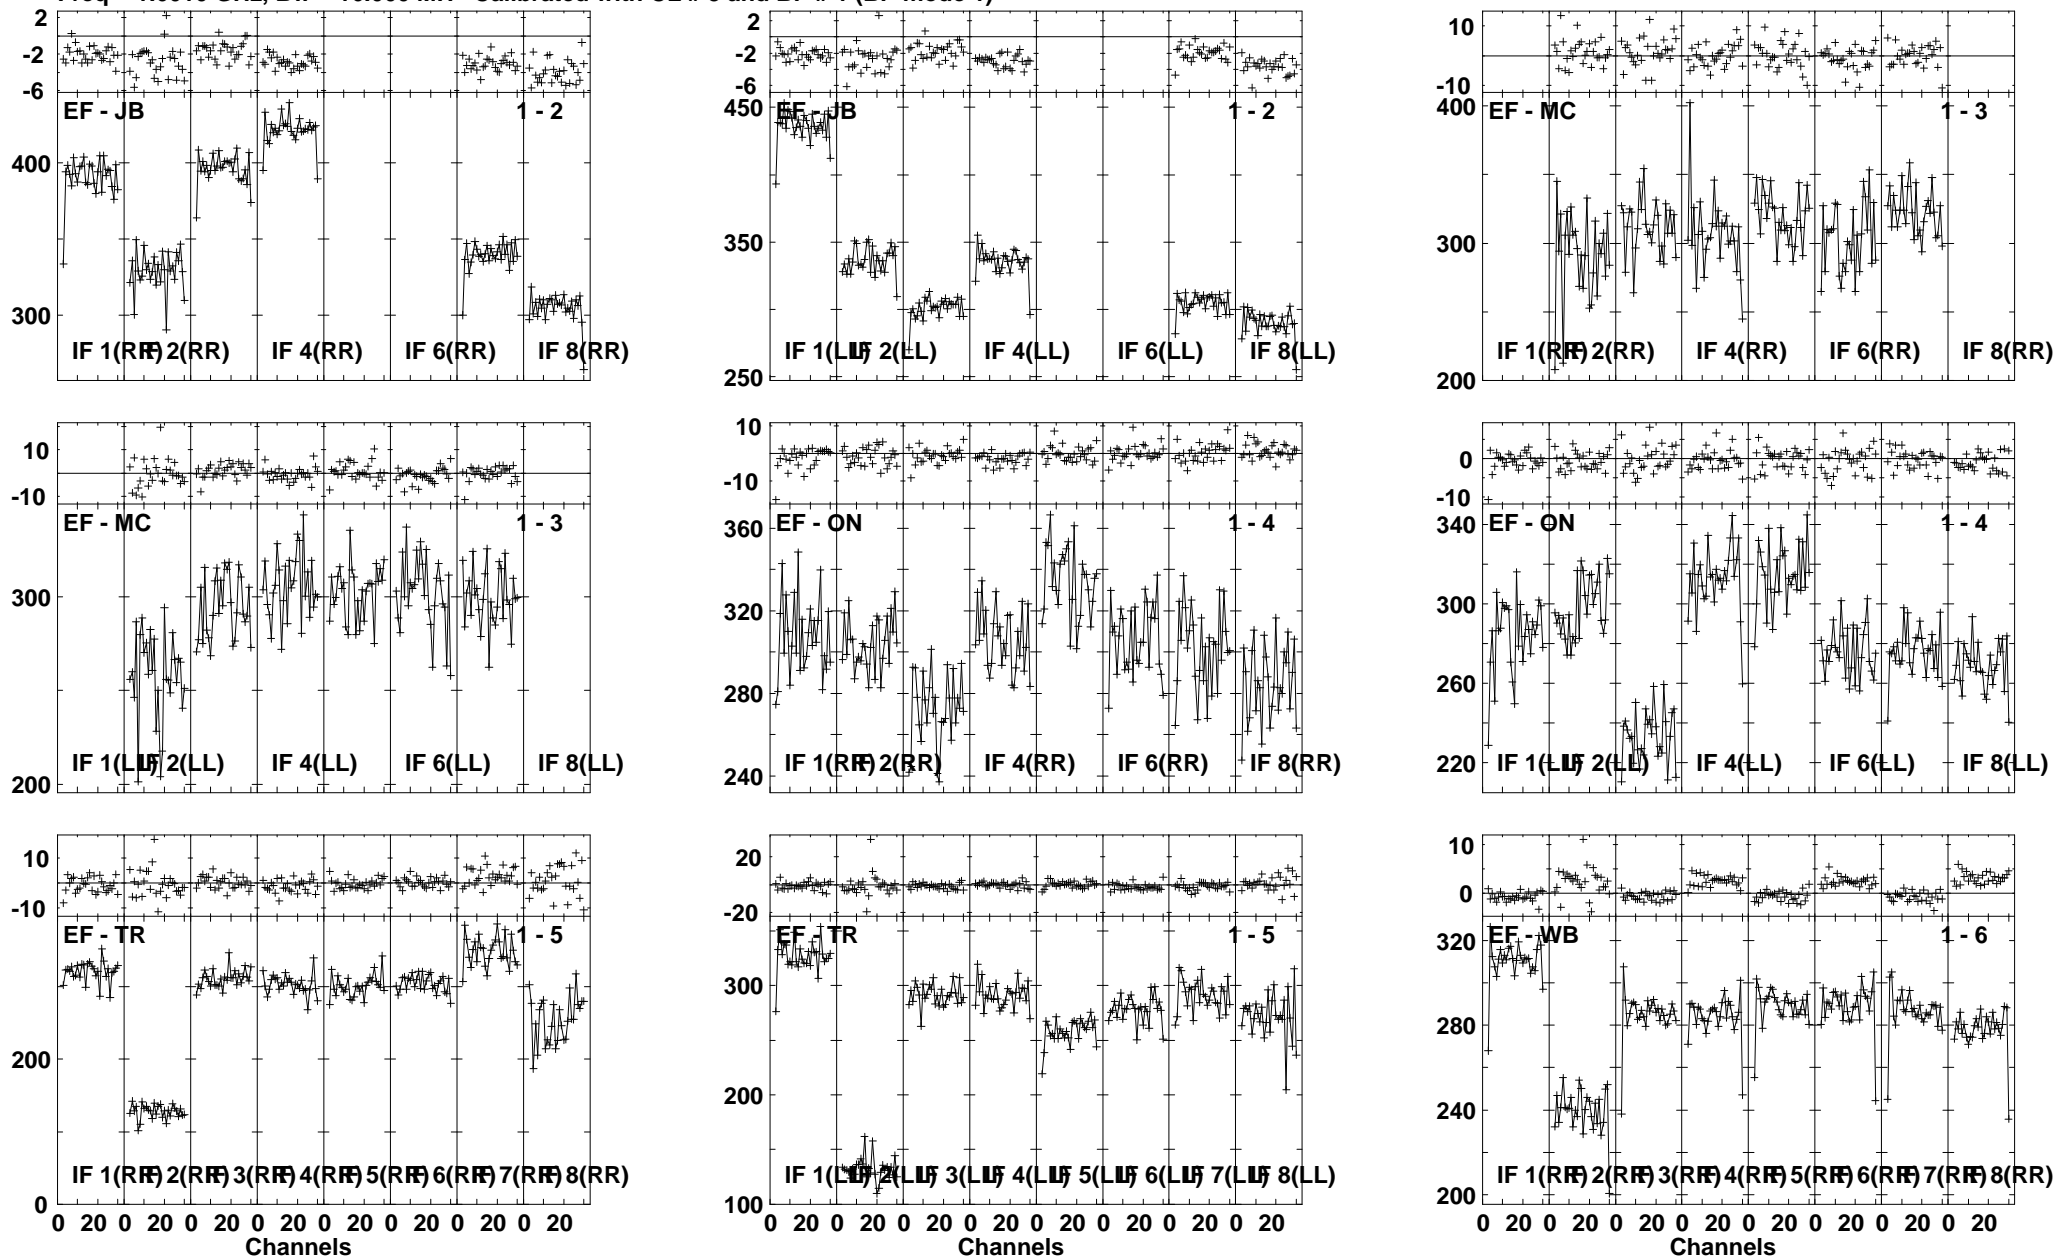 2
-2
-6
EF - JB
1 - 2
400
300
IF 1(RR)
IF 2(RR)
IF 4(RR)
IF 6(RR)
IF 8(RR)
2
-2
-6
450
EF - JB
1 - 2
350
250
IF 1(LL)
IF 2(LL)
IF 4(LL)
IF 6(LL)
IF 8(LL)
10
-10
400
EF - MC
1 - 3
300
200
IF 1(RR)
IF 2(RR)
IF 4(RR)
IF 6(RR)
IF 8(RR)
10
-10
EF - MC
1 - 3
300
200
IF 1(LL)
IF 2(LL)
IF 4(LL)
IF 6(LL)
IF 8(LL)
10
-10
360
EF - ON
1 - 4
320
280
240
IF 1(RR)
IF 2(RR)
IF 4(RR)
IF 6(RR)
IF 8(RR)
10
0
-10
340
EF - ON
1 - 4
300
260
220
IF 1(LL)
IF 2(LL)
IF 4(LL)
IF 6(LL)
IF 8(LL)
10
-10
EF - TR
1 - 5
200
0
IF 1(RR)
IF 2(RR)
IF 3(RR)
IF 4(RR)
IF 5(RR)
IF 6(RR)
IF 7(RR)
IF 8(RR)
0 20 0 20 0 20 0 20 0 20 0 20 0 20 0 20
Channels
20
-20
EF - TR
1 - 5
300
200
100
IF 1(LL)
IF 2(LL)
IF 3(LL)
IF 4(LL)
IF 5(LL)
IF 6(LL)
IF 7(LL)
IF 8(LL)
0 20 0 20 0 20 0 20 0 20 0 20 0 20 0 20
Channels
10
0
EF - WB
1 - 6
320
280
240
200
IF 1(RR)
IF 2(RR)
IF 3(RR)
IF 4(RR)
IF 5(RR)
IF 6(RR)
IF 7(RR)
IF 8(RR)
0 20 0 20 0 20 0 20 0 20 0 20 0 20 0 20
Channels